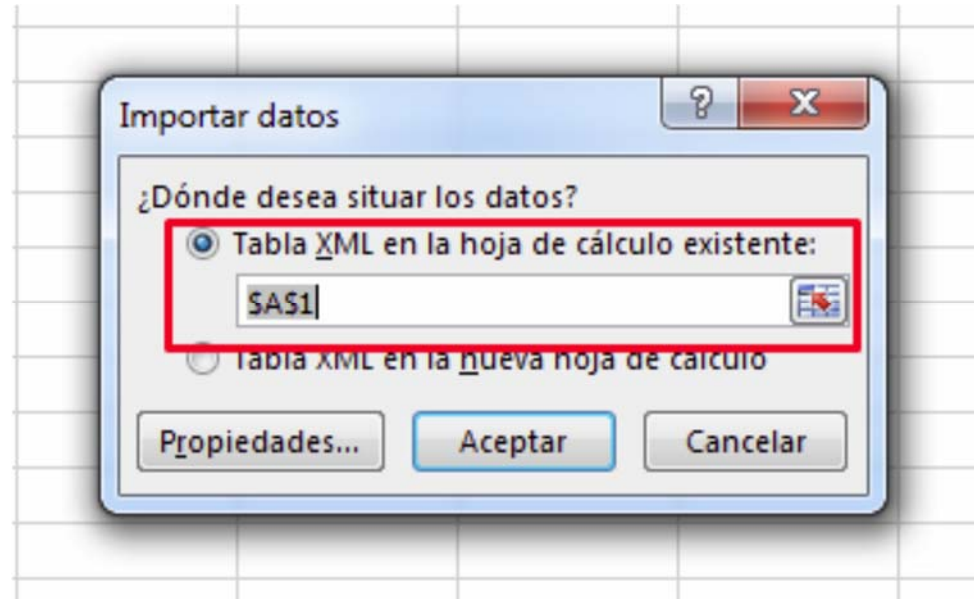 Importar datos
¿Dónde desea situar los datos?
Tabla XML en la hoja de cálculo existente:
$A$1
Tabla XML en la nueva hoja de cálculo
Propiedades... Aceptar Cancelar